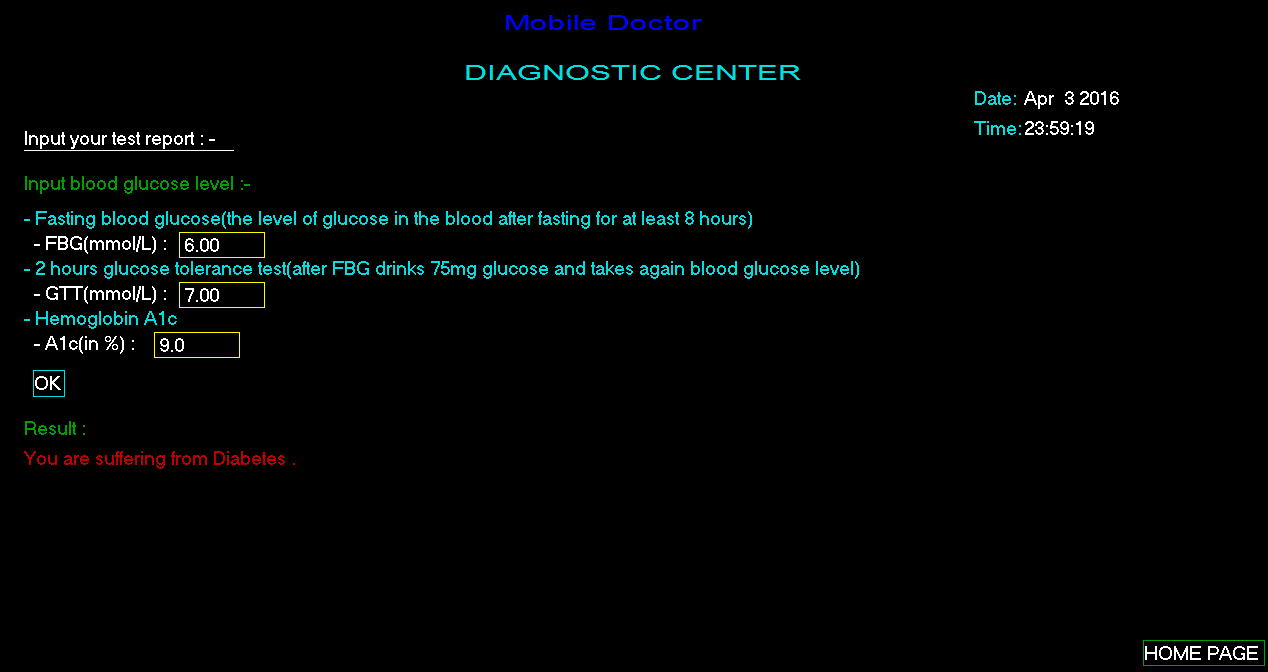 Mobile Doctor
DIAGNOSTIC CENTER
Date: Apr 3 2016
Time:23:59:19
Input your test report : -
Input blood glucose level :-
- Fasting blood glucose(the level of glucose in the blood after fasting for at least 8 hours)
- FBG(mmol/L) : 6.00
- 2 hours glucose tolerance test(after FBG drinks 75mg glucose and takes again blood glucose level)
- GTT(mmol/L) : 7.00
- Hemoglobin A1c
- A1c(in %) : 9.0
OK
Result :
You are suffering from Diabetes .
HOME PAGE